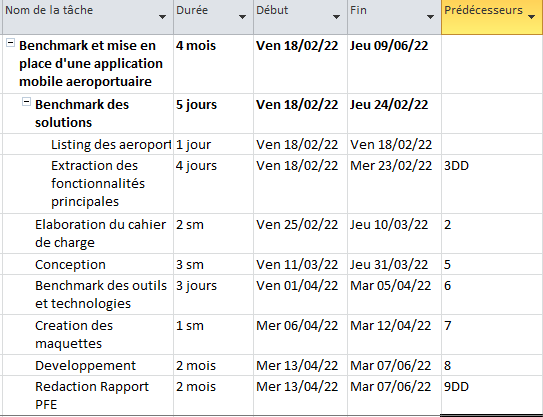 Nom de la tâche Durée Début Fin Prédécesseurs
Benchmark et mise en 4 mois Ven 18/02/22 Jeu 09/06/22
place d'une application
mobile aeroportuaire
Benchmark des 5 jours Ven 18/02/22 Jeu 24/02/22
solutions
Listing des aeroport 1 jour Ven 18/02/22 Ven 18/02/22
Extraction des 4 jours Ven 18/02/22 Mer 23/02/22 3DD
fonctionnalités
principales
Elaboration du cahier 2 sm Ven 25/02/22 Jeu 10/03/22 2
de charge
Conception 3 sm Ven 11/03/22 Jeu 31/03/22 5
Benchmark des outils 3 jours Ven 01/04/22 Mar 05/04/22 6
et technologies
Creation des 1 sm Mer 06/04/22 Mar 12/04/22 7
maquettes
Developpement 2 mois Mer 13/04/22 Mar 07/06/22 8
Redaction Rapport 2 mois Mer 13/04/22 Mar 07/06/22 9DD
PFE